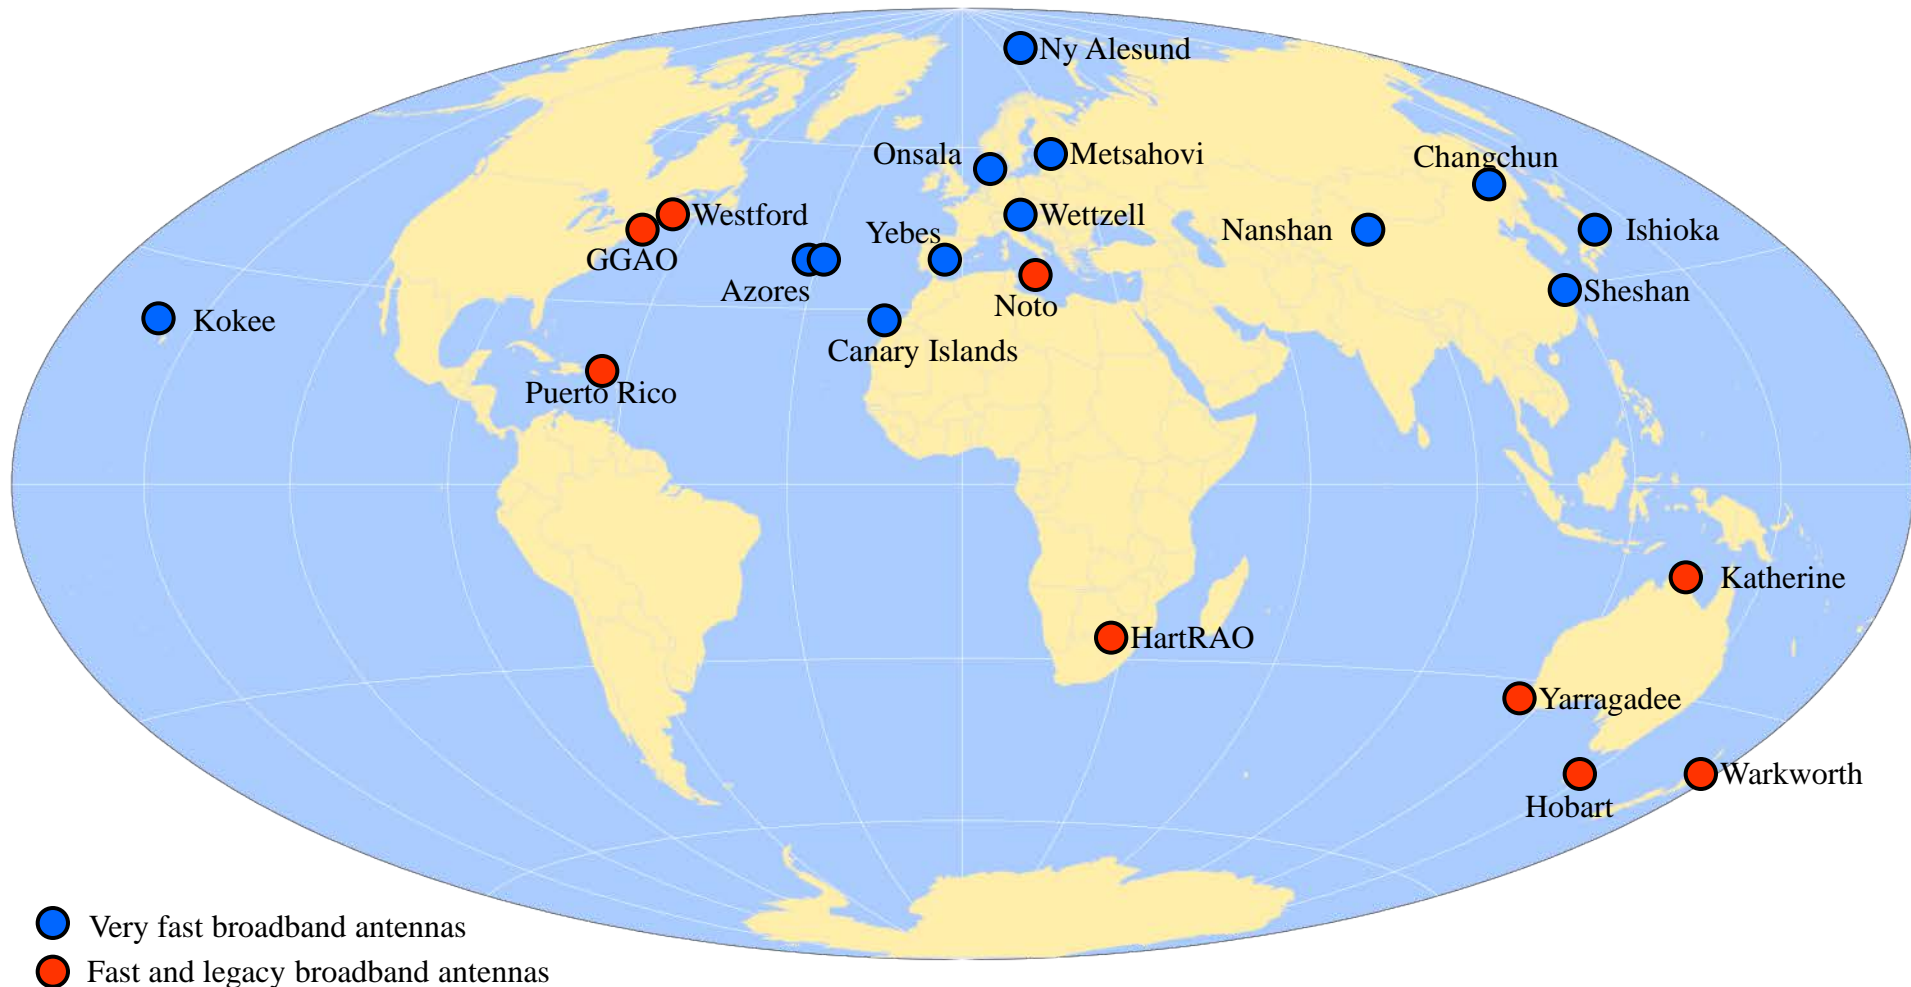 Ny Alesund
Onsala
Metsahovi
Changchun
Westford
Wettzell
Yebes
Nanshan
Ishioka
GGAO
Azores
Noto
Sheshan
Kokee
Canary Islands
Puerto Rico
Katherine
HartRAO
Yarragadee
Warkworth
Hobart
Very fast broadband antennas
Fast and legacy broadband antennas